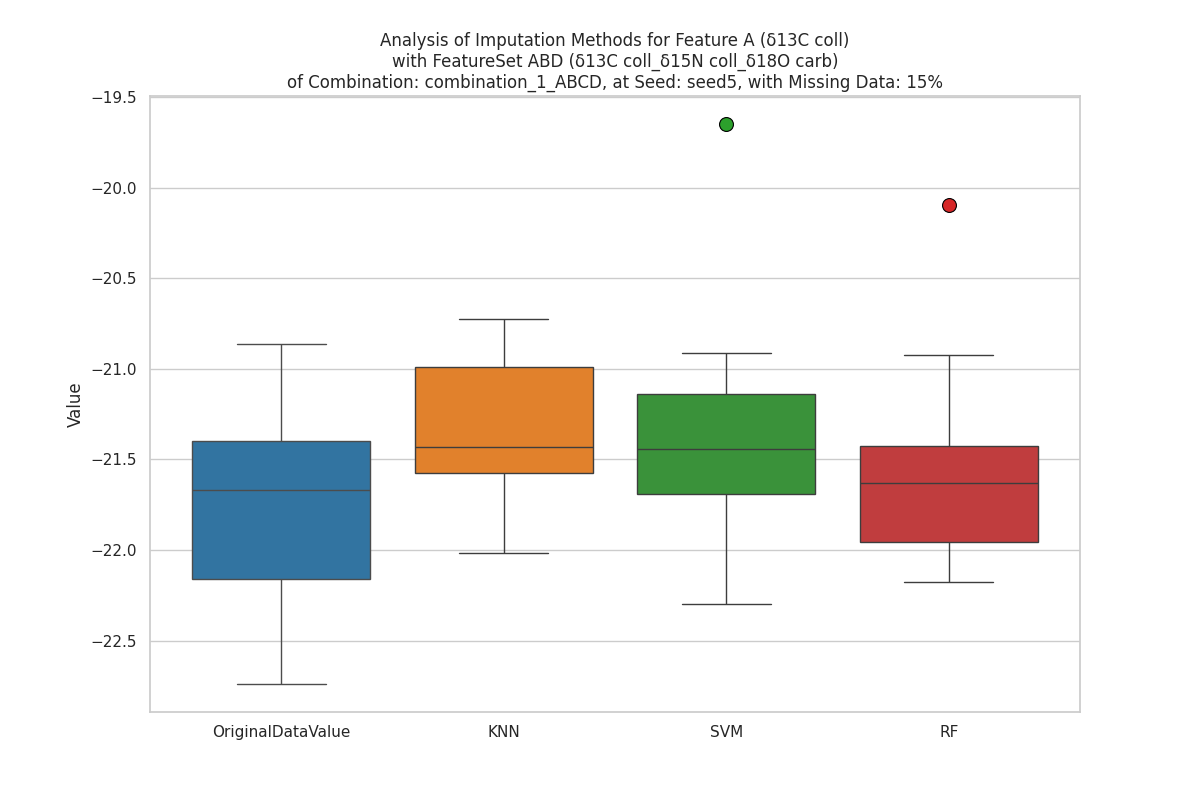 Analysis of Imputation Methods for Feature A (δ13C coll)
with FeatureSet ABD (δ13C coll_δ15N coll_δ18O carb)
of Combination: combination_1_ABCD, at Seed: seed5, with Missing Data: 15%
−19.5
−20.0
−20.5
−21.0
−21.5
−22.0
−22.5
Value
OriginalDataValue
KNN
SVM
RF